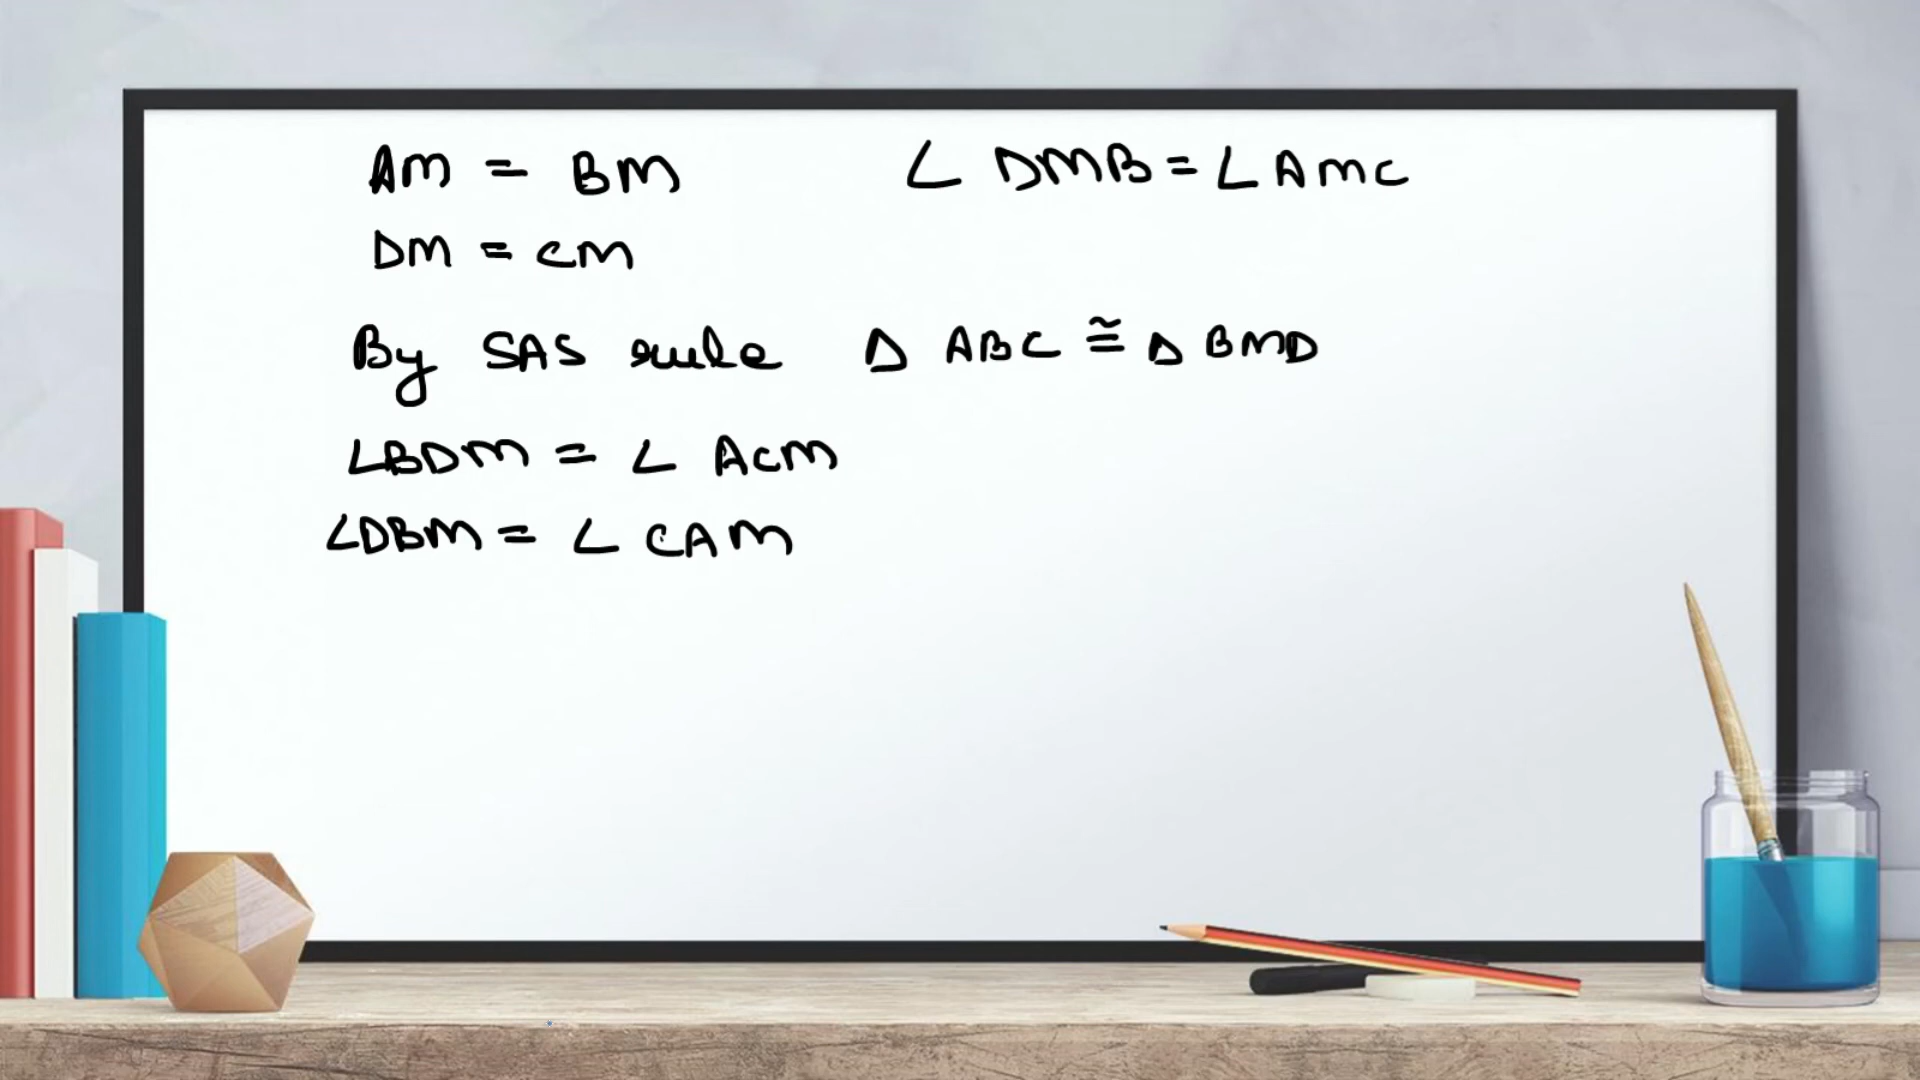 AM = BM ∠ DMB = ∠ AMC
DM = CM
By SAS rule Δ ABC ≅ Δ BMD
∠BDM = ∠ ACM
∠DBM = ∠ CAM